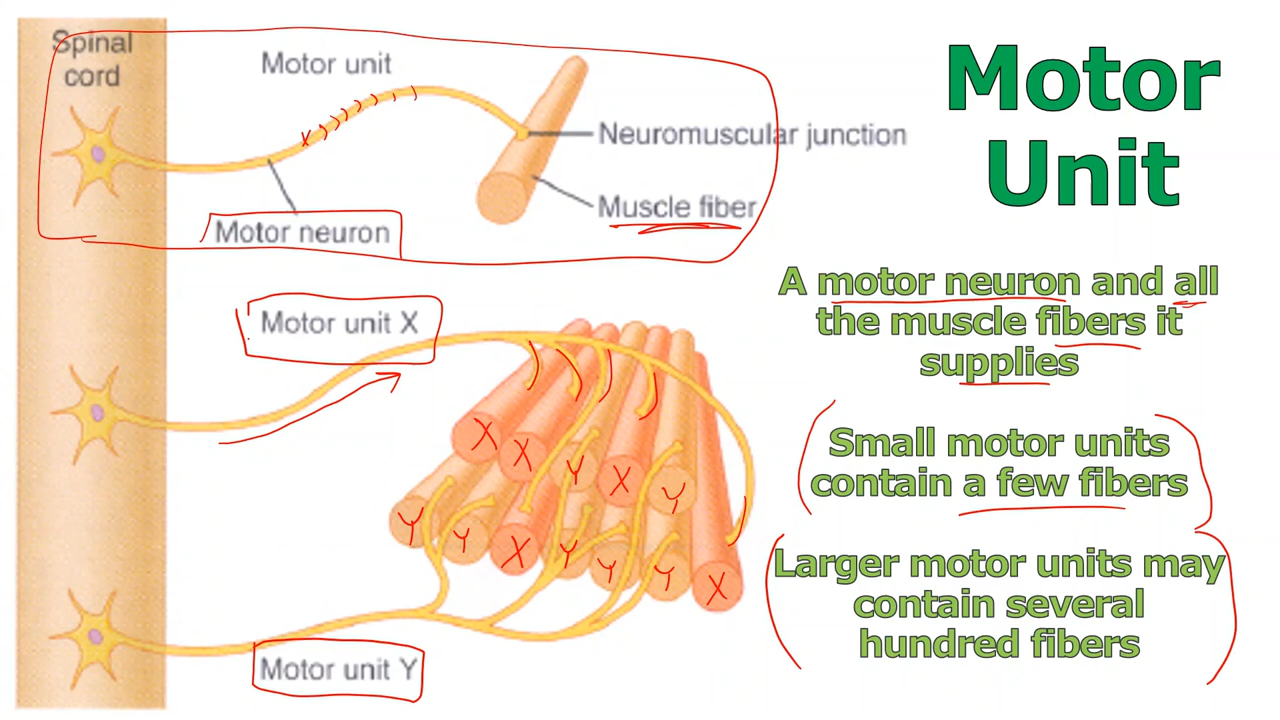 Spinal
cord
Motor unit
Neuromuscular junction
Muscle fiber
Motor neuron
Motor unit X
X
X
Y
X
Y
Y
Y
X
Y
Y
Y
X
Motor unit Y
Motor
Unit
A motor neuron and all
the muscle fibers it
supplies
Small motor units
contain a few fibers
Larger motor units may
contain several
hundred fibers